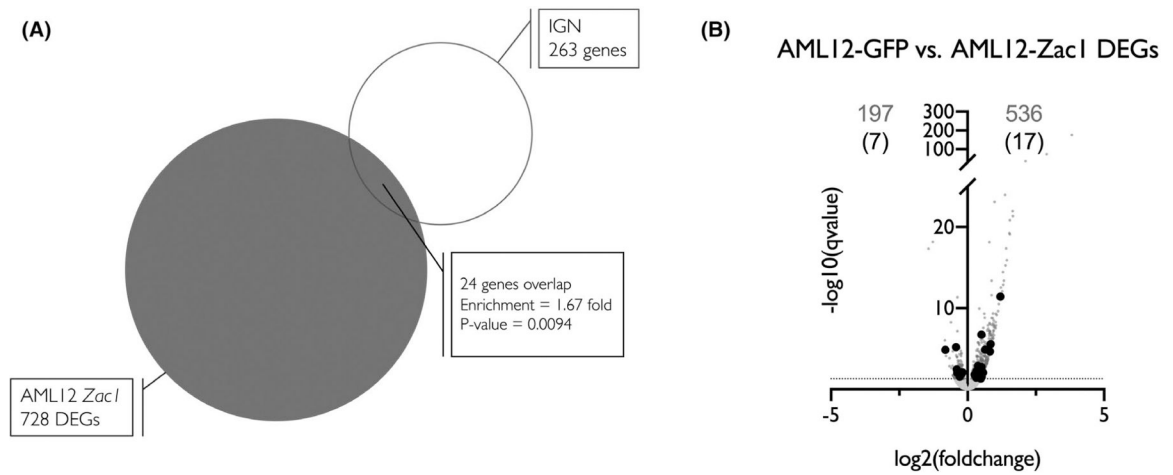 (A)
IGN
263 genes
24 genes overlap
Enrichment = 1.67 fold
P-value = 0.0094
AML12 Zac1
728 DEGs
(B)
AML12-GFP vs. AML12-Zac1 DEGs
197
(7)
536
(17)
300
200
100
20
10
-log10(qvalue)
-5
0
5
log2(foldchange)